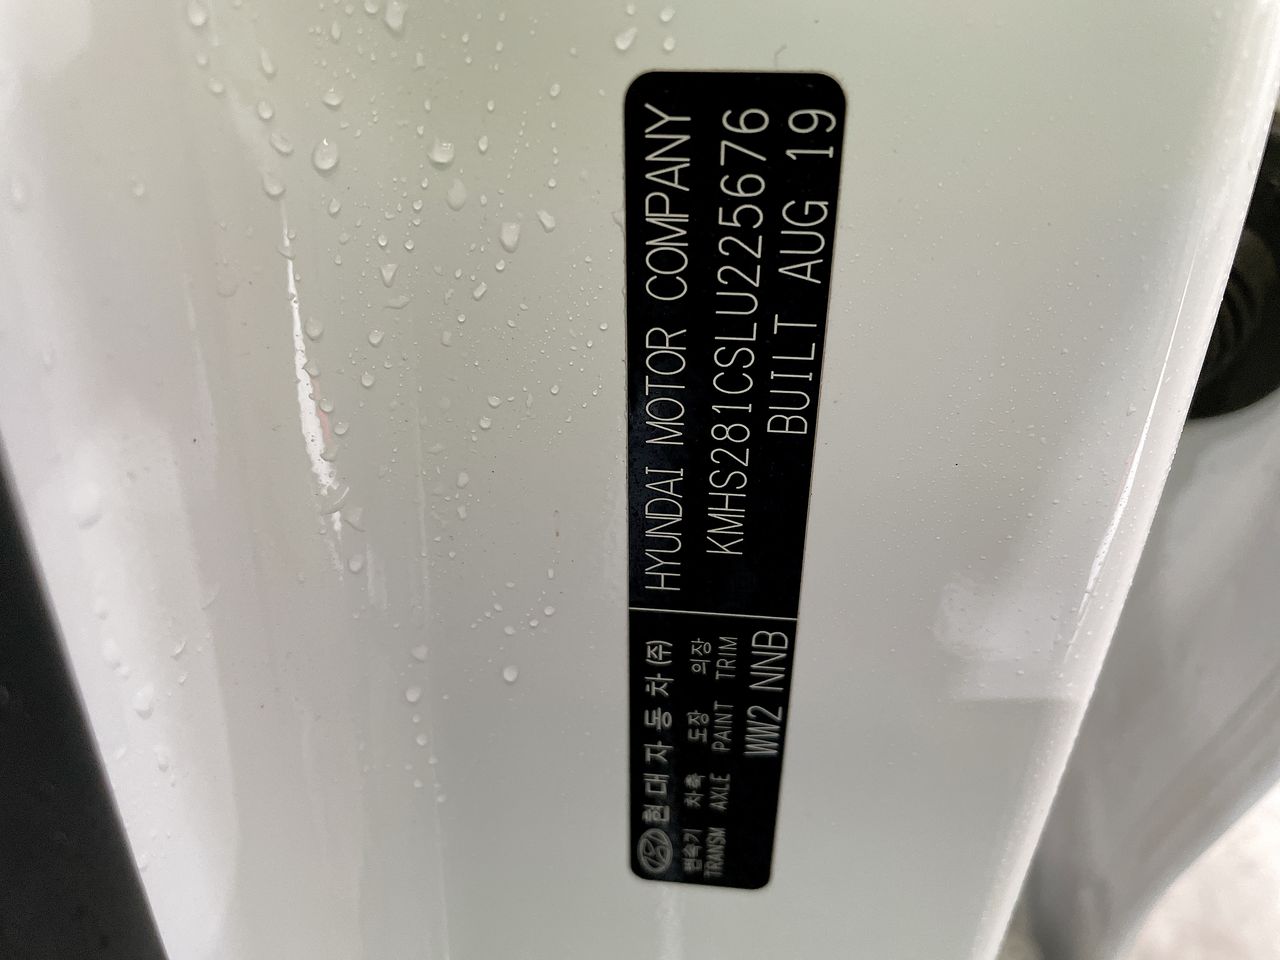 현대자동차(주)
HYUNDAI MOTOR COMPANY
변속기 차축 도장 의장
TRANSM AXLE PAINT TRIM
WW2 NNB
KMHS281CSLU225676
BUILT AUG 19